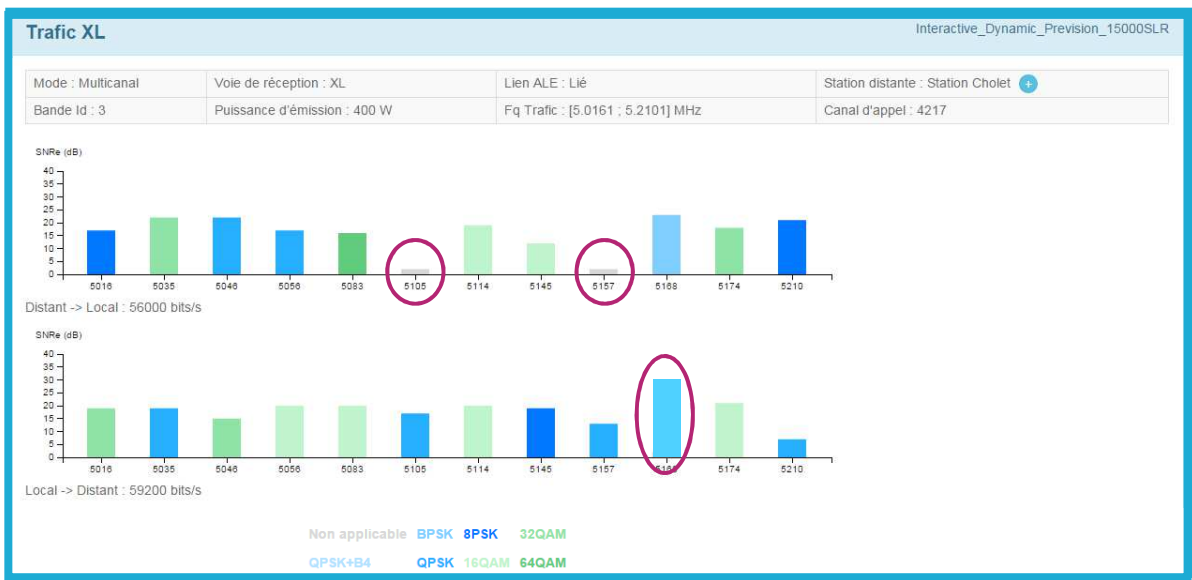 Trafic XL Interactive_Dynamic_Prevision_15000SLR
Mode : Multicanal Voie de réception : XL Lien ALE : Lié Station distante : Station Cholet +
Bande Id : 3 Puissance d'émission : 400 W Fq Trafic : [5.0161 ; 5.2101] MHz Canal d'appel : 4217
SNRe (dB)
40
35
30
25
20
15
10
5
0
5016 5035 5046 5056 5083 5105 5114 5145 5157 5168 5174 5210
Distant -> Local : 56000 bits/s
SNRe (dB)
40
35
30
25
20
15
10
5
0
5016 5035 5046 5056 5083 5105 5114 5145 5157 5168 5174 5210
Local -> Distant : 59200 bits/s
Non applicable BPSK 8PSK 32QAM
QPSK+B4 QPSK 16QAM 64QAM